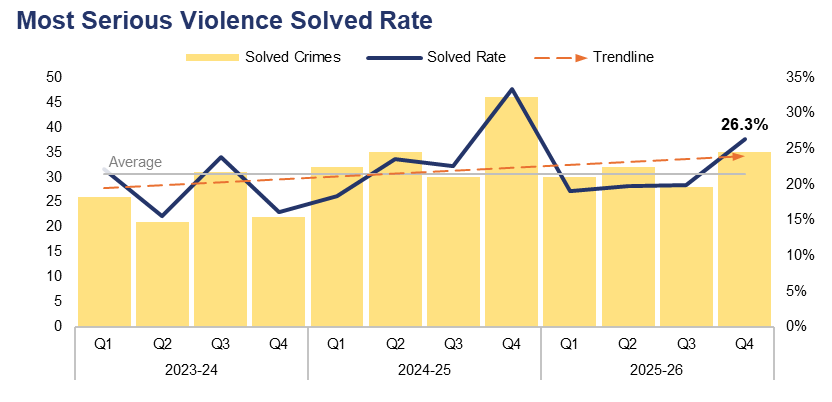 Most Serious Violence Solved Rate
Solved Crimes Solved Rate Trendline
50 35%
45
40 30%
35 25%
30 20%
25
20 15%
15 10%
10
5 5%
0 0%
Average
26.3%
Q1 Q2 Q3 Q4 Q1 Q2 Q3 Q4 Q1 Q2 Q3 Q4
2023-24 2024-25 2025-26